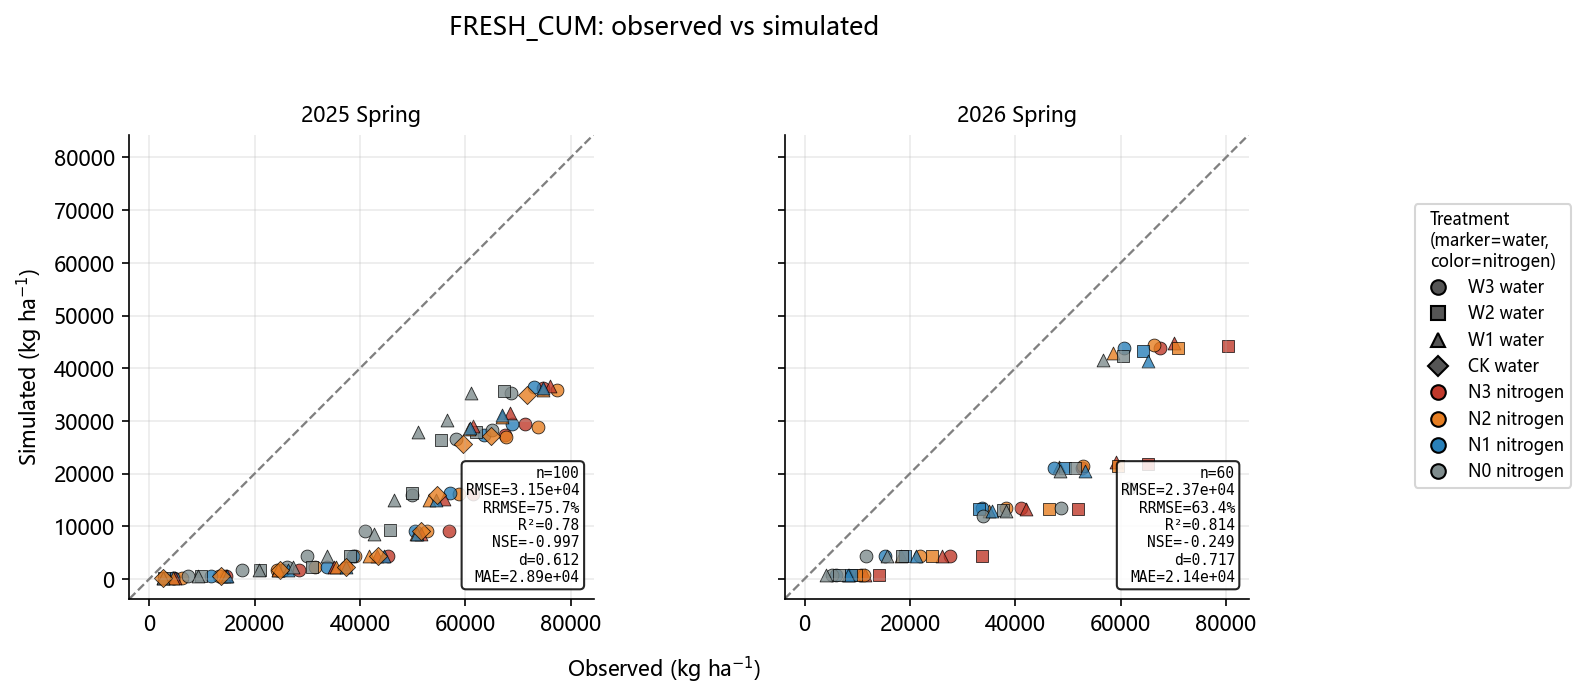 FRESH_CUM: observed vs simulated
2025 Spring
2026 Spring
80000
70000
60000
50000
40000
30000
20000
10000
0
Simulated (kg ha⁻¹)
n=100
RMSE=3.15e+04
RRMSE=75.7%
R²=0.78
NSE=-0.997
d=0.612
MAE=2.89e+04
n=60
RMSE=2.37e+04
RRMSE=63.4%
R²=0.814
NSE=-0.249
d=0.717
MAE=2.14e+04
0 20000 40000 60000 80000
0 20000 40000 60000 80000
Observed (kg ha⁻¹)
Treatment
(marker=water,
color=nitrogen)
W3 water
W2 water
W1 water
CK water
N3 nitrogen
N2 nitrogen
N1 nitrogen
N0 nitrogen